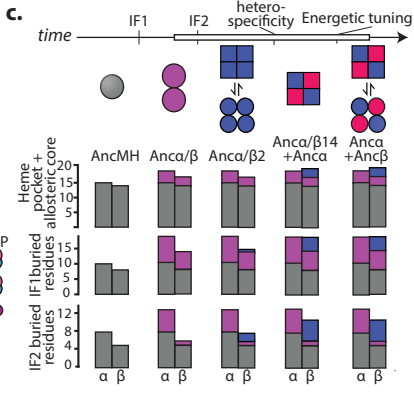 c.
hetero-
specificity
IF1
IF2
Energetic tuning
time
AncMH
Ancα/β
Ancα/β2
Ancα/β14
+Ancα
Ancα
+Ancβ
Heme
pocket +
allosteric core
20
15
10
5
0
P
IF1buried
residues
15
10
5
0
IF2 buried
residues
12
8
4
0
α β
α β
α β
α β
α β